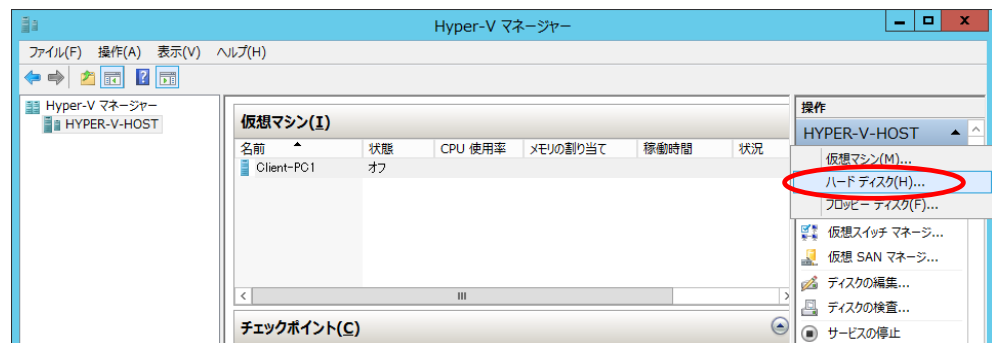 Hyper-V マネージャー
ファイル(F) 操作(A) 表示(V) ヘルプ(H)
Hyper-V マネージャー
HYPER-V-HOST
仮想マシン(I)
名前 状態 CPU 使用率 メモリの割り当て 稼働時間 状況
Client-PC1 オフ
チェックポイント(C)
操作
HYPER-V-HOST
仮想マシン(M)...
ハード ディスク(H)...
フロッピー ディスク(F)...
仮想スイッチ マネージ...
仮想 SAN マネージ...
ディスクの編集...
ディスクの検査...
サービスの停止